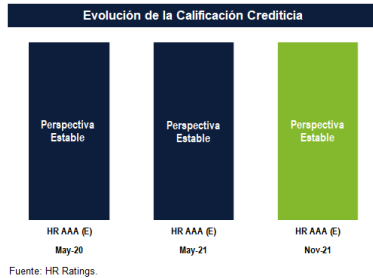 Evolución de la Calificación Crediticia
Perspectiva Estable
Perspectiva Estable
Perspectiva Estable
HR AAA (E) HR AAA (E) HR AAA (E)
May-20 May-21 Nov-21
Fuente: HR Ratings.